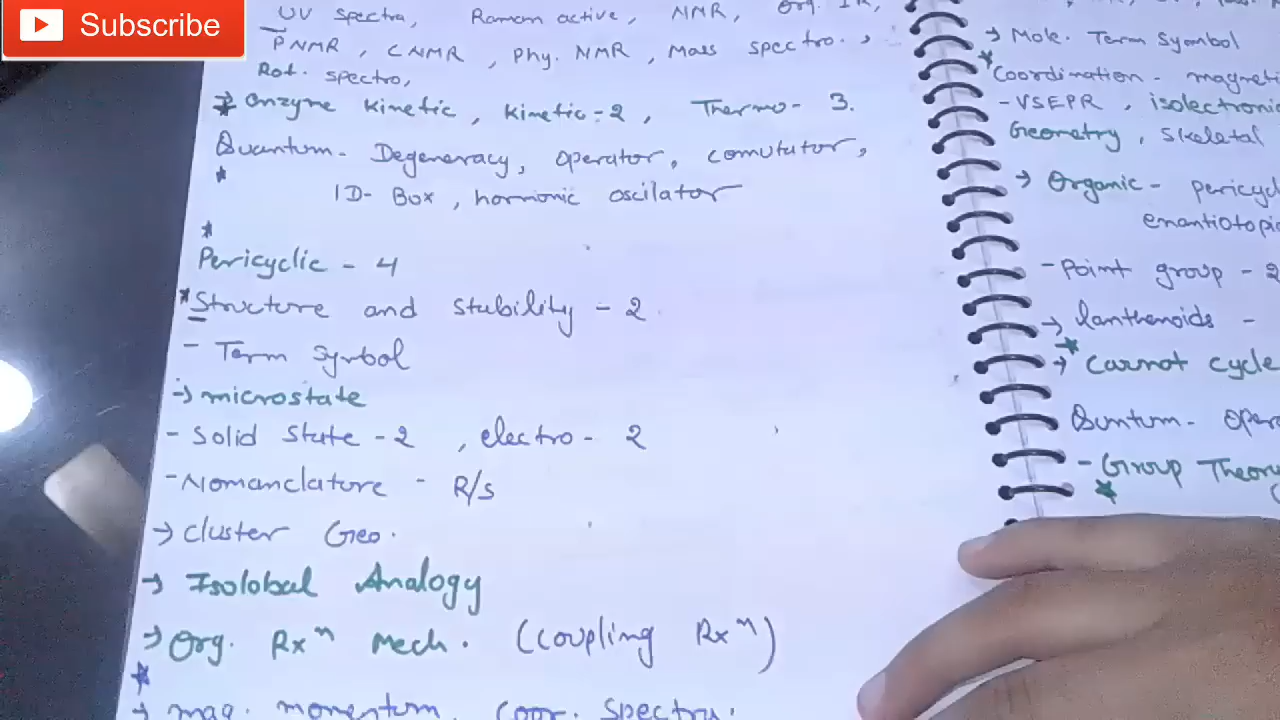 Subscribe
UV spectra, Raman active, NMR, Org. IR,
PNMR, CNMR, Phy. NMR, Mass spectro.,
Rot. spectro,
→ enzyme kinetic, kinetic-2, Thermo- 3.
Quantum- Degeneracy, operator, comutator,
1D- Box, harmonic oscilator
Pericyclic - 4
Structure and stability - 2
- Term Symbol
→ microstate
- Solid State - 2, electro - 2
- Nomanclature - R/S
→ Cluster Geo.
→ Isolobal Analogy
→ Org. Rxⁿ Mech. (coupling Rxⁿ)
→ mag. momentum, Coor. Spectru.
→ Mole. Term Symbol
Coordination- magneti
- VSEPR, isolectroni
Geometry, skeletal
→ Organic- pericycl
enantiotopi
- Point group - 2
→ lanthenoids -
→ Carnot cycle
Quntum- oper
- Group Theory